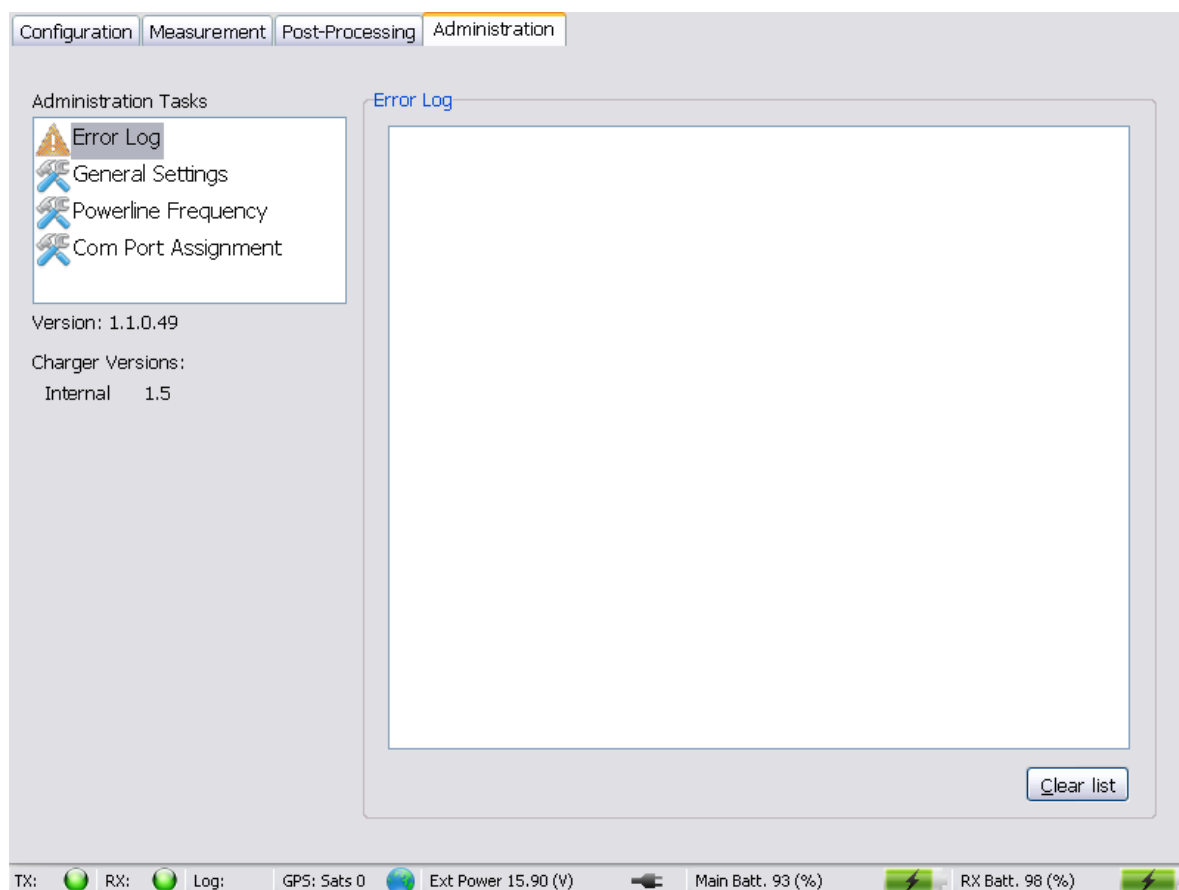 Configuration Measurement Post-Processing Administration
Administration Tasks
Error Log
General Settings
Powerline Frequency
Com Port Assignment
Version: 1.1.0.49
Charger Versions:
Internal 1.5
Error Log
Clear list
TX: RX: Log: GPS: Sats 0 Ext Power 15.90 (V) Main Batt. 93 (%) RX Batt. 98 (%)